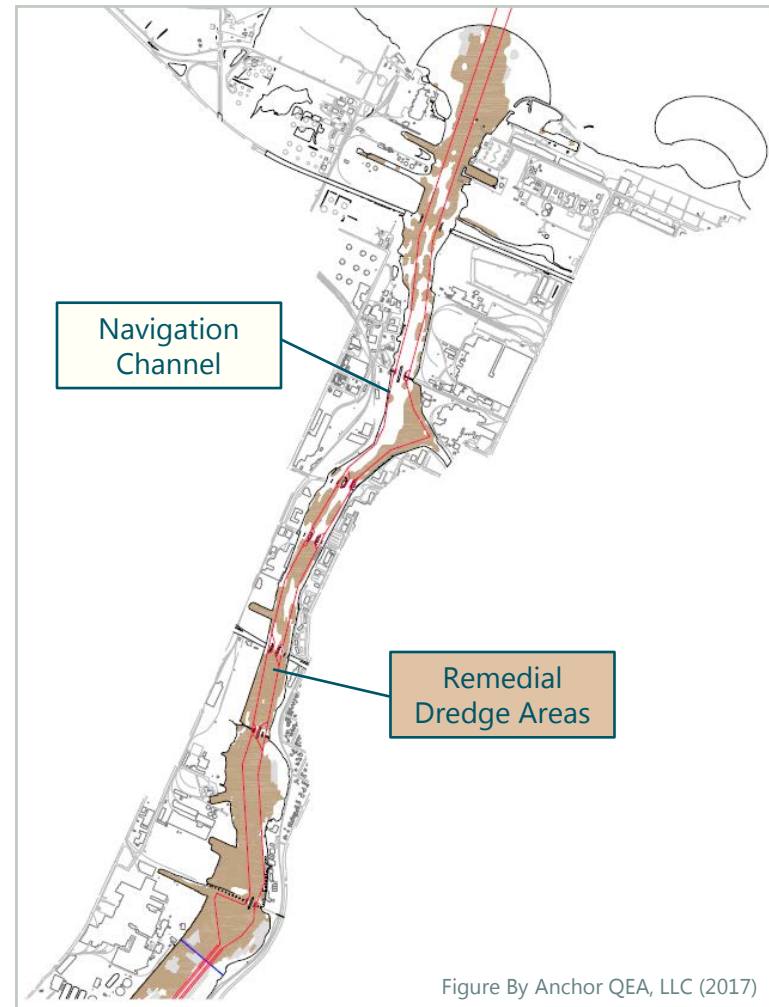 Navigation
Channel
Remedial
Dredge Areas
Figure By Anchor QEA, LLC (2017)